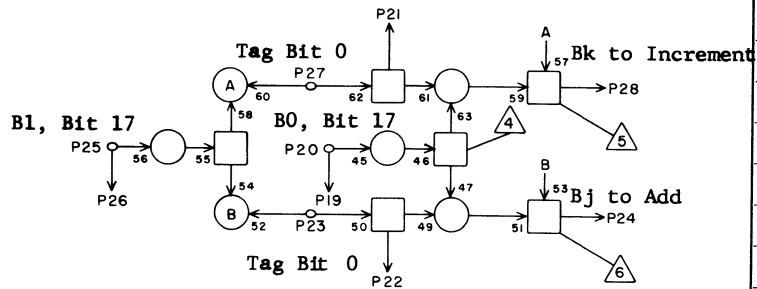 P21
Tag Bit 0
A
57
Bk to Increment
P27
A
60
62
61
59
P28
58
63
B1, Bit 17
B0, Bit 17
4
5
P25
56
55
P20
45
46
P26
54
P19
47
B
53
Bj to Add
B
52
P23
50
49
51
P24
Tag Bit 0
P22
6